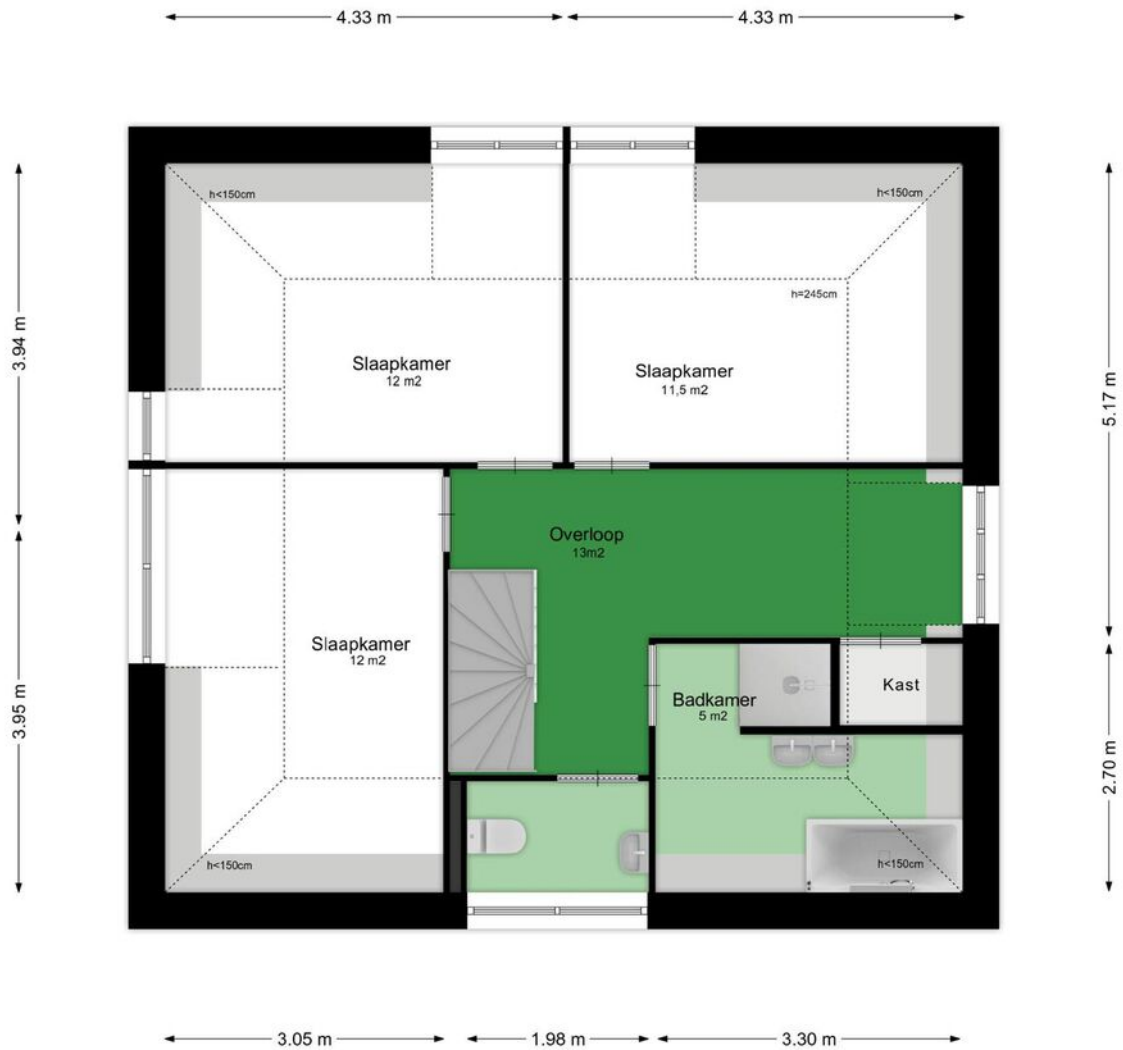 4.33 m
4.33 m
h<150cm
h<150cm
h=245cm
3.94 m
Slaapkamer
12 m2
Slaapkamer
11,5 m2
5.17 m
Overloop
13m2
Slaapkamer
12 m2
3.95 m
Badkamer
5 m2
Kast
2.70 m
h<150cm
h<150cm
3.05 m
1.98 m
3.30 m